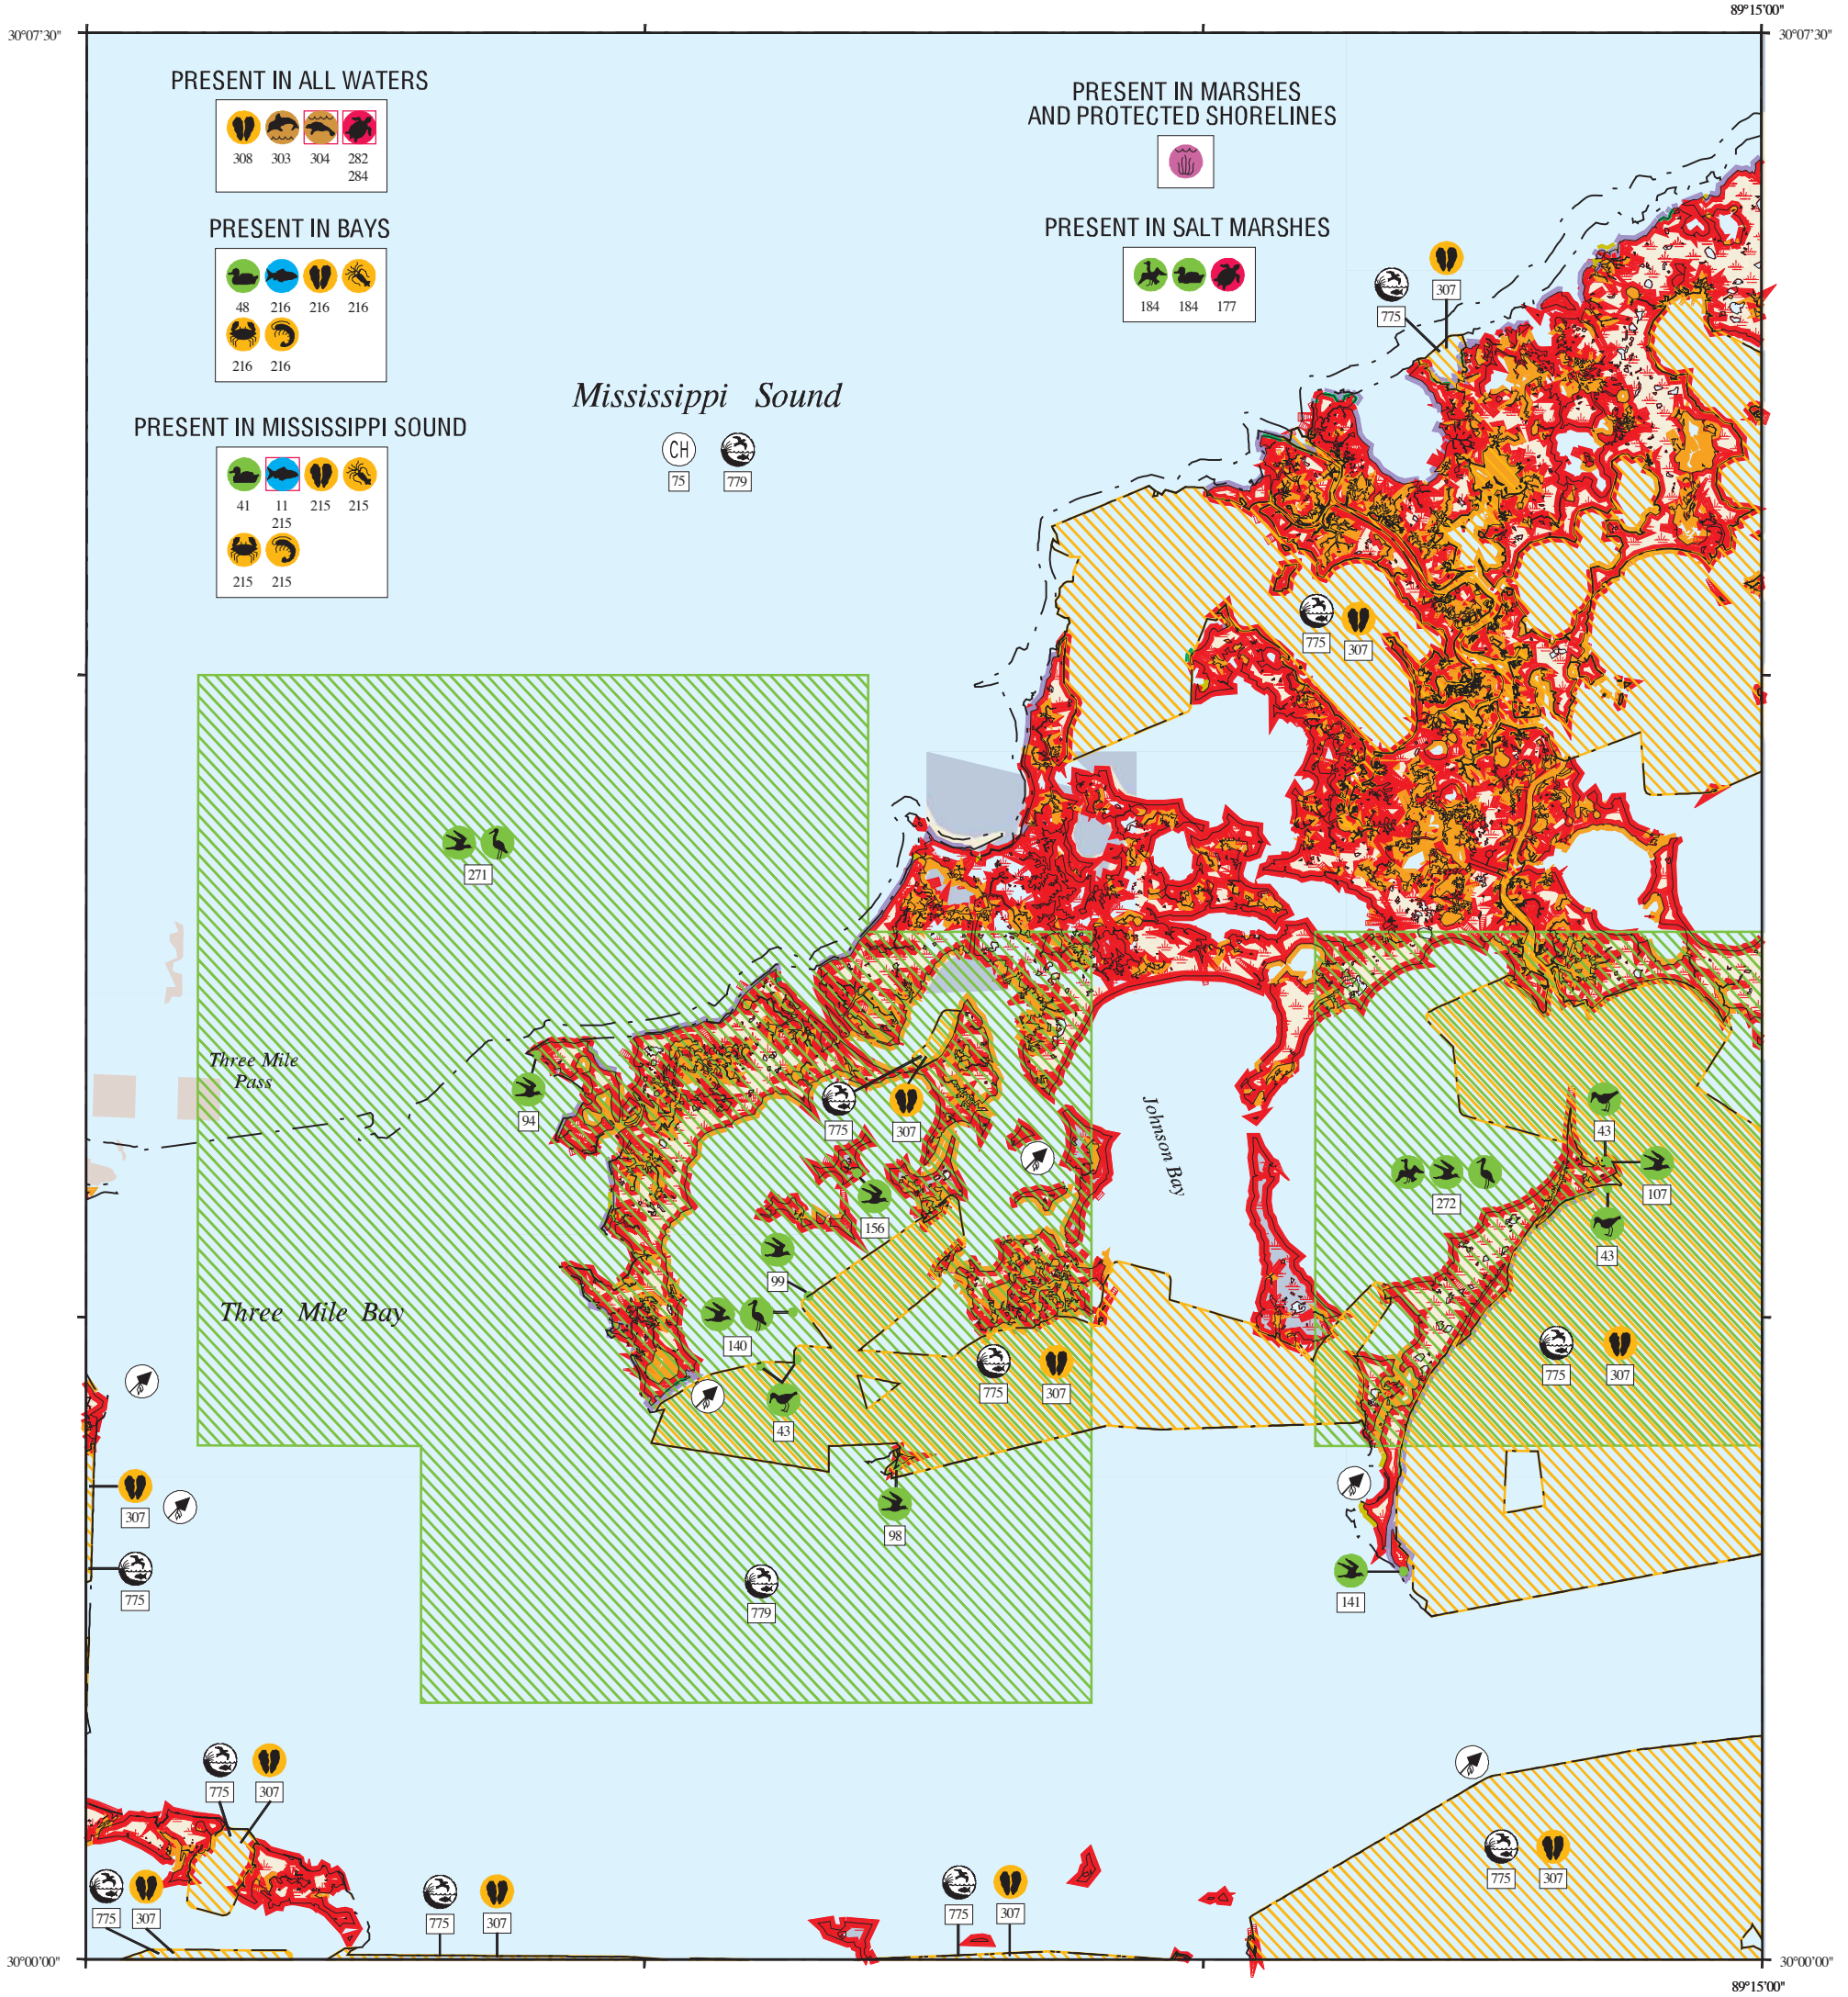 89°15'00"
30°07'30"
30°07'30"
PRESENT IN ALL WATERS
308 303 304 282
284
PRESENT IN BAYS
48 216 216 216
216 216
PRESENT IN MISSISSIPPI SOUND
41 11 215 215
215
215 215
PRESENT IN MARSHES
AND PROTECTED SHORELINES
PRESENT IN SALT MARSHES
184 184 177
307
775
Mississippi Sound
CH
75 779
775 307
271
Three Mile
Pass
94
775 307
Johnson Bay
43
107
272
43
156
99
Three Mile Bay
140
775 307
775 307
43
307
98
775
779
141
775 307
775 307
775 307
775 307
775 307
30°00'00"
30°00'00"
89°15'00"